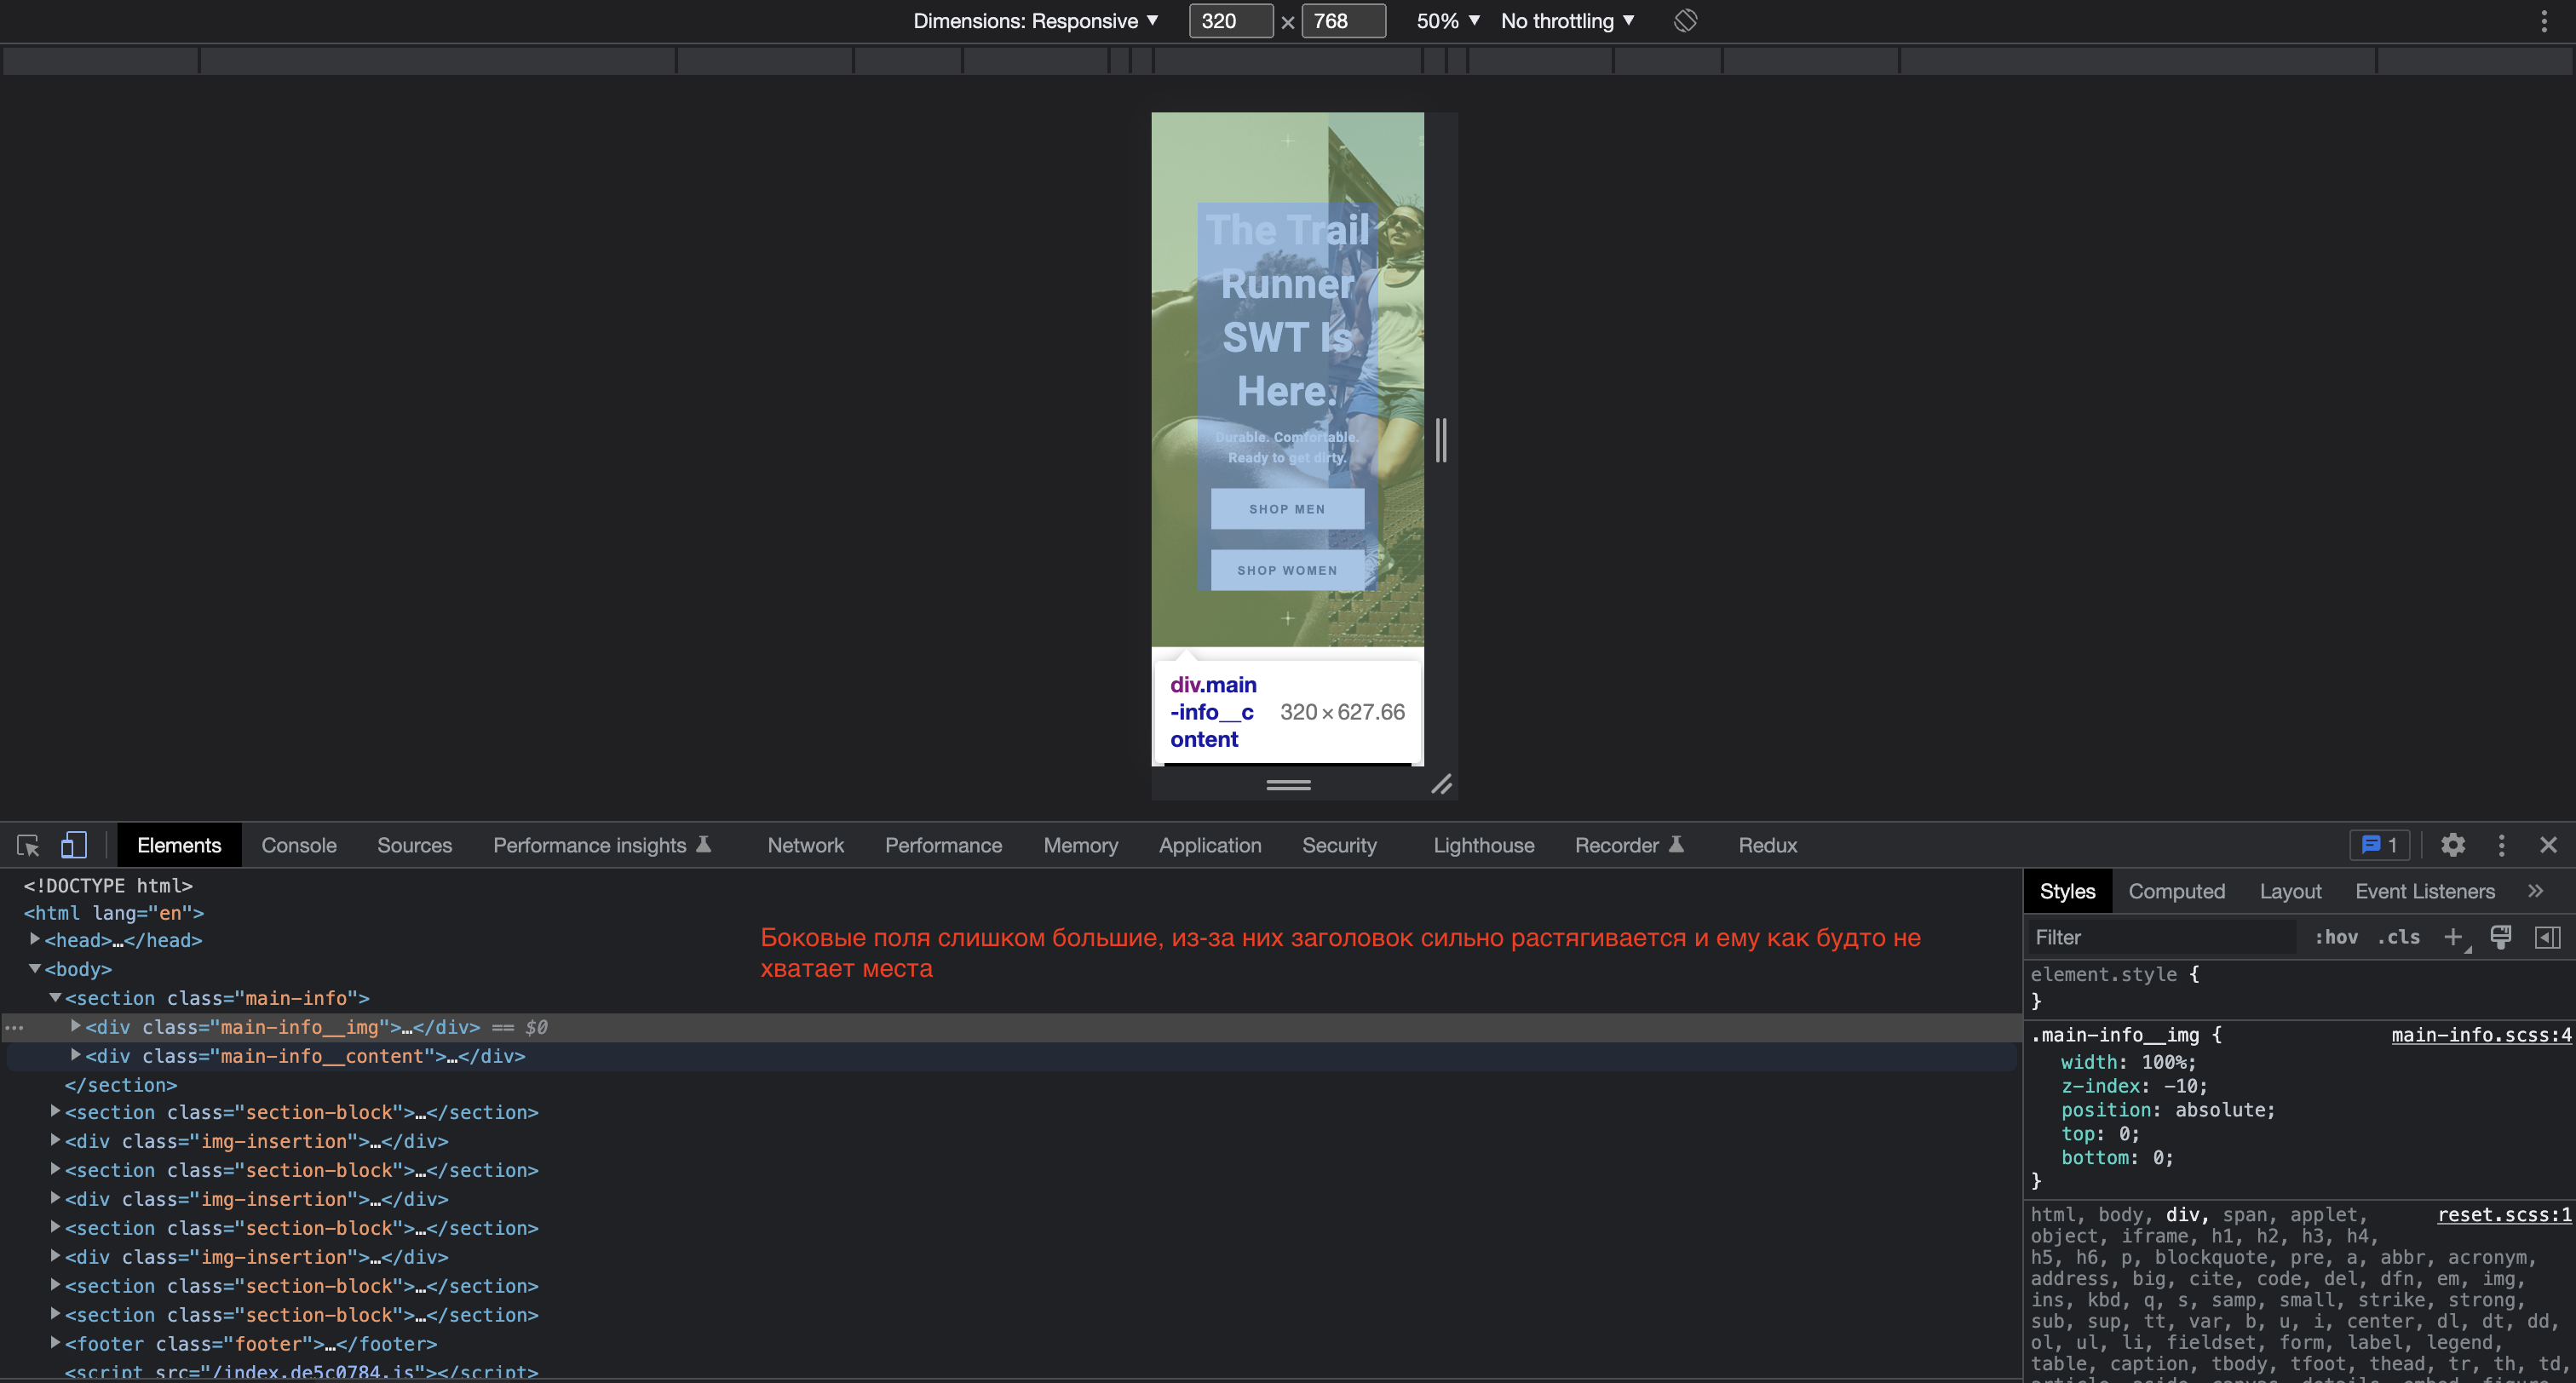 Dimensions: Responsive ▼ 320 × 768 50% ▼ No throttling ▼
The Trail
Runner
SWT Is
Here.
Durable. Comfortable.
Ready to get dirty.
SHOP MEN
SHOP WOMEN
div.main
-info__c
ontent
320 × 627.66
Elements Console Sources Performance insights Network Performance Memory Application Security Lighthouse Recorder Redux 1
<!DOCTYPE html>
<html lang="en">
<head>…</head>
<body>
<section class="main-info">
<div class="main-info__img">…</div> == $0
<div class="main-info__content">…</div>
</section>
<section class="section-block">…</section>
<div class="img-insertion">…</div>
<section class="section-block">…</section>
<div class="img-insertion">…</div>
<section class="section-block">…</section>
<div class="img-insertion">…</div>
<section class="section-block">…</section>
<section class="section-block">…</section>
<footer class="footer">…</footer>
<script src="/index.de5c0784.js"></script>
Боковые поля слишком большие, из-за них заголовок сильно растягивается и ему как будто не
хватает места
Styles Computed Layout Event Listeners »
Filter :hov .cls +
element.style {
}
.main-info__img { main-info.scss:4
width: 100%;
z-index: -10;
position: absolute;
top: 0;
bottom: 0;
}
html, body, div, span, applet, reset.scss:1
object, iframe, h1, h2, h3, h4,
h5, h6, p, blockquote, pre, a, abbr, acronym,
address, big, cite, code, del, dfn, em, img,
ins, kbd, q, s, samp, small, strike, strong,
sub, sup, tt, var, b, u, i, center, dl, dt, dd,
ol, ul, li, fieldset, form, label, legend,
table, caption, tbody, tfoot, thead, tr, th, td,
article, aside, canvas, details, embed, figure,